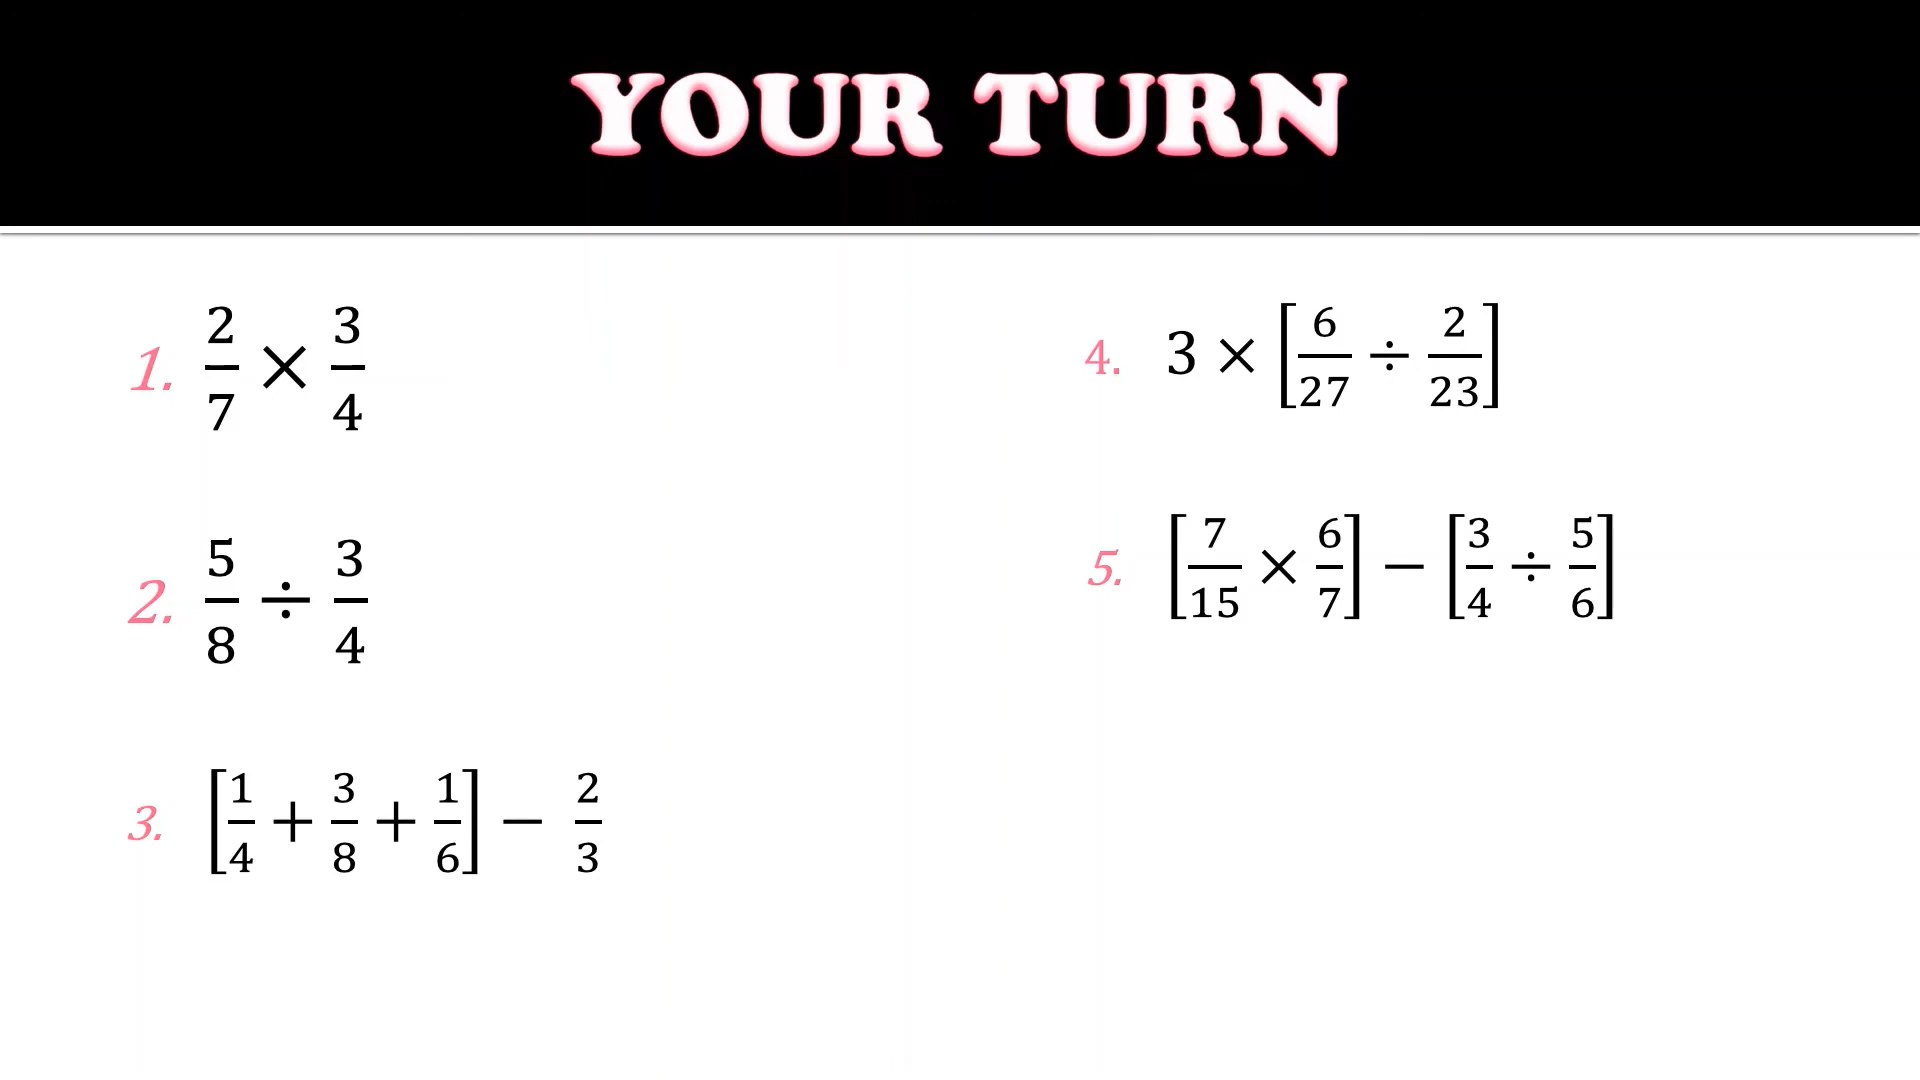 YOUR TURN
1. 2/7 × 3/4
2. 5/8 ÷ 3/4
3. [1/4 + 3/8 + 1/6] − 2/3
4. 3 × [6/27 ÷ 2/23]
5. [7/15 × 6/7] − [3/4 ÷ 5/6]